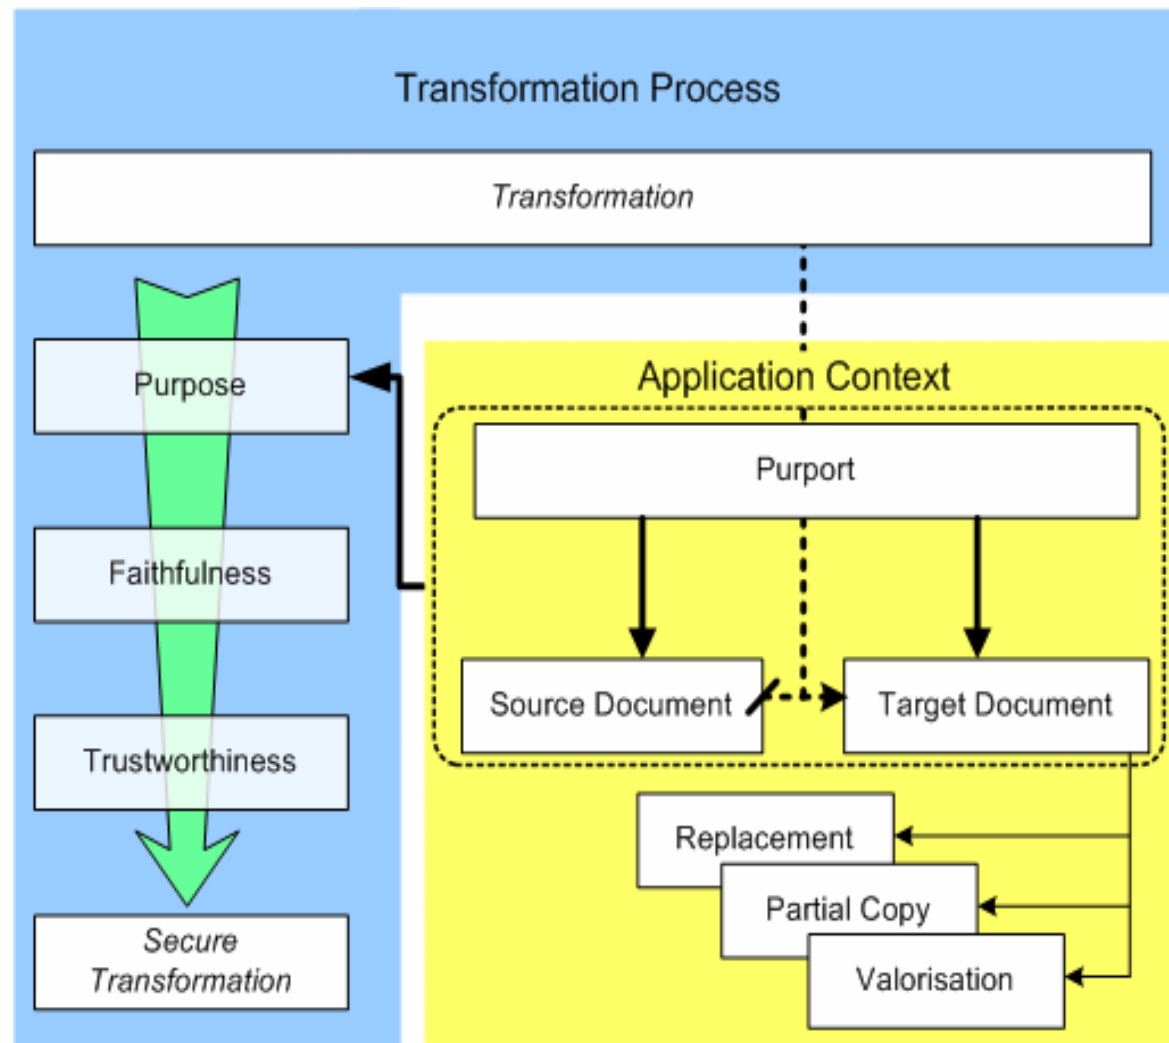 Transformation Process
Transformation
Purpose
Faithfulness
Trustworthiness
Secure
Transformation
Application Context
Purport
Source Document
Target Document
Replacement
Partial Copy
Valorisation